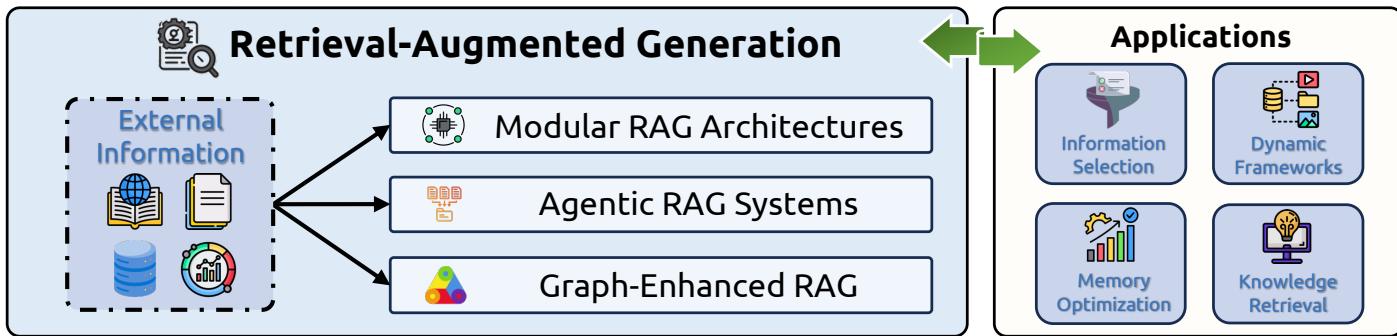 Retrieval-Augmented Generation
External
Information
Modular RAG Architectures
Agentic RAG Systems
Graph-Enhanced RAG
Applications
Information
Selection
Dynamic
Frameworks
Memory
Optimization
Knowledge
Retrieval